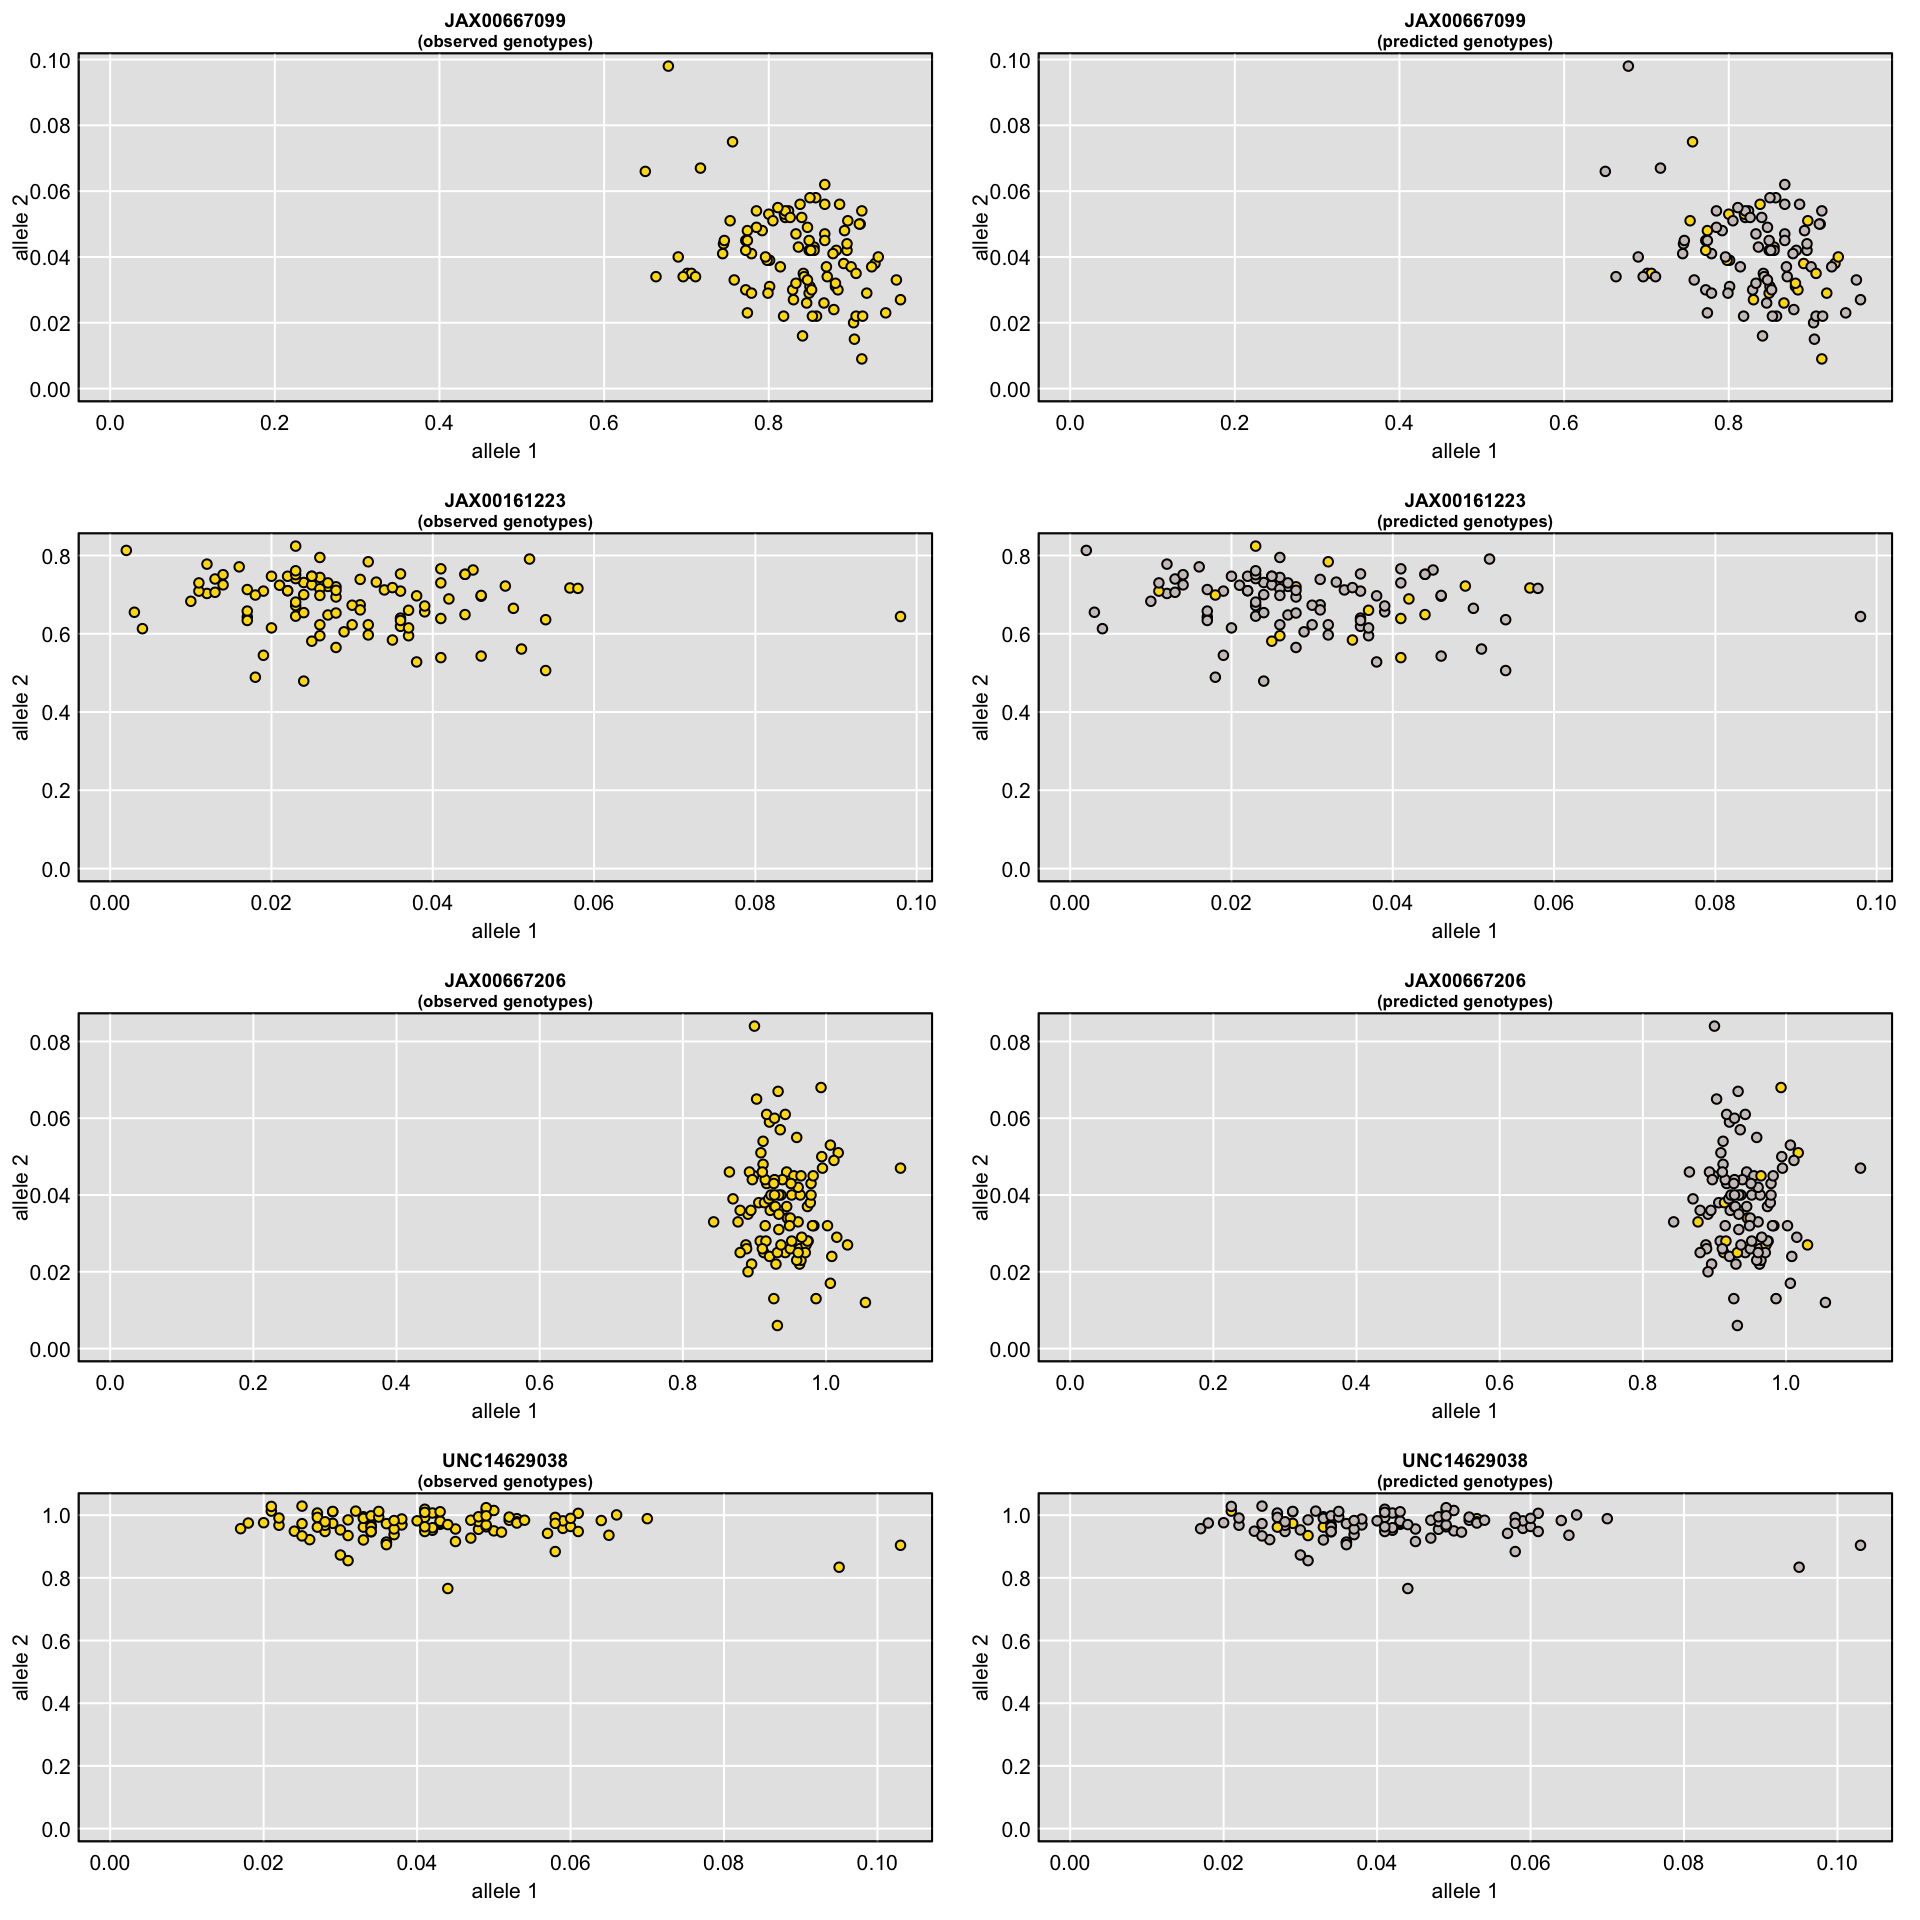 JAX00667099
(observed genotypes)
0.10
0.08
0.06
0.04
0.02
0.00
allele 2
0.0 0.2 0.4 0.6 0.8
allele 1
JAX00667099
(predicted genotypes)
0.10
0.08
0.06
0.04
0.02
0.00
allele 2
0.0 0.2 0.4 0.6 0.8
allele 1
JAX00161223
(observed genotypes)
0.8
0.6
0.4
0.2
0.0
allele 2
0.00 0.02 0.04 0.06 0.08 0.10
allele 1
JAX00161223
(predicted genotypes)
0.8
0.6
0.4
0.2
0.0
allele 2
0.00 0.02 0.04 0.06 0.08 0.10
allele 1
JAX00667206
(observed genotypes)
0.08
0.06
0.04
0.02
0.00
allele 2
0.0 0.2 0.4 0.6 0.8 1.0
allele 1
JAX00667206
(predicted genotypes)
0.08
0.06
0.04
0.02
0.00
allele 2
0.0 0.2 0.4 0.6 0.8 1.0
allele 1
UNC14629038
(observed genotypes)
1.0
0.8
0.6
0.4
0.2
0.0
allele 2
0.00 0.02 0.04 0.06 0.08 0.10
allele 1
UNC14629038
(predicted genotypes)
1.0
0.8
0.6
0.4
0.2
0.0
allele 2
0.00 0.02 0.04 0.06 0.08 0.10
allele 1